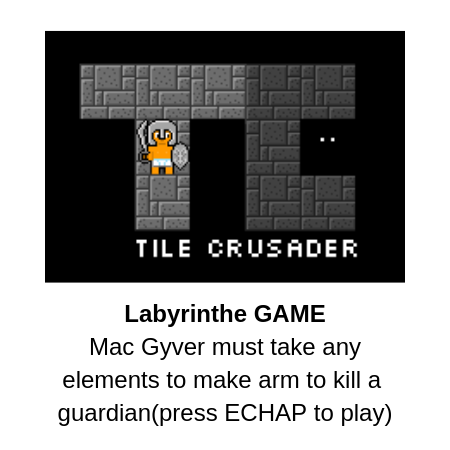 TILE CRUSADER
Labyrinthe GAME
Mac Gyver must take any
elements to make arm to kill a
guardian(press ECHAP to play)